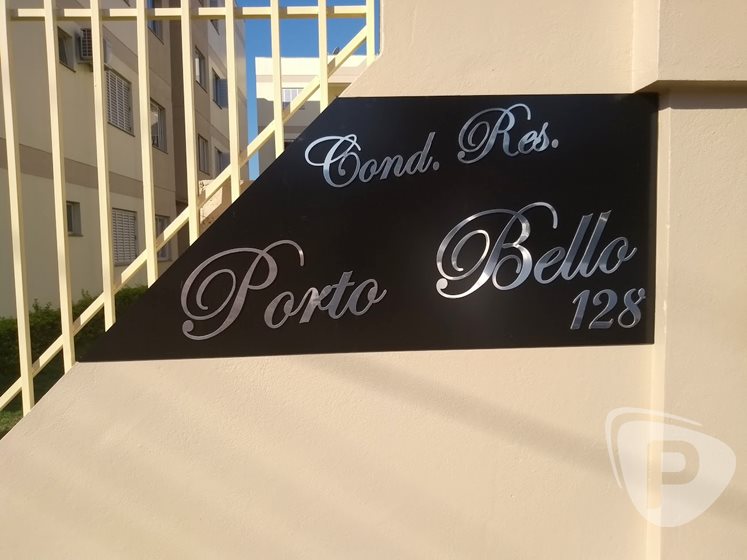 Cond. Res.
Porto Bello
128
P